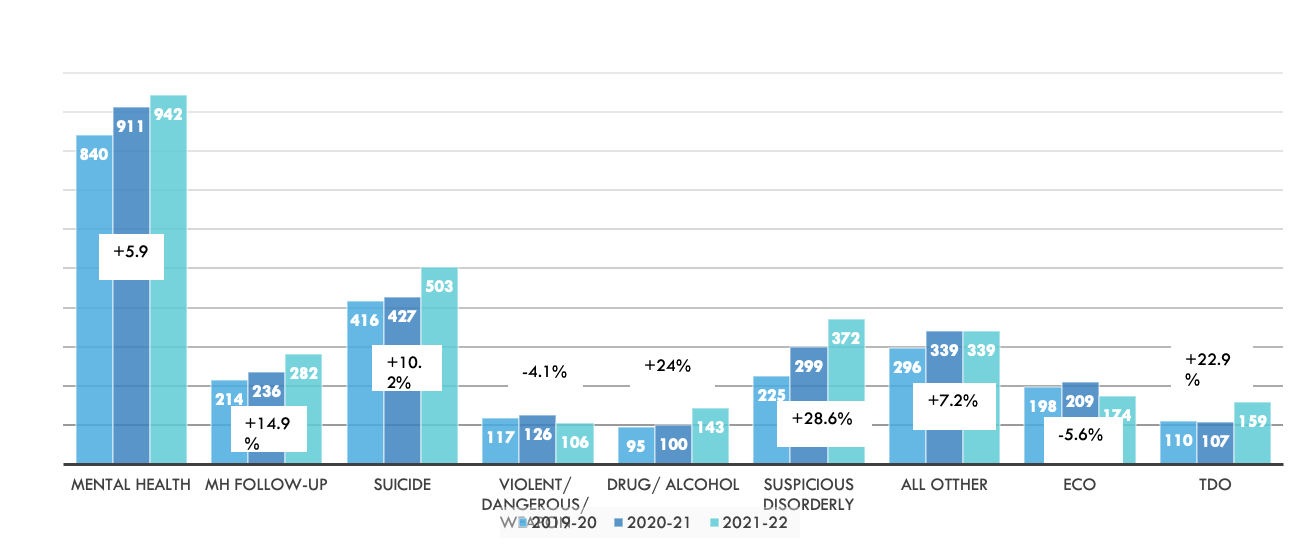 840 911 942
+5.9
214 236 282
+14.9
%
416 427 503
+10.
2%
117 126 106
-4.1%
95 100 143
+24%
225 299 372
+28.6%
296 339 339
+7.2%
198 209 174
-5.6%
110 107 159
+22.9
%
MENTAL HEALTH MH FOLLOW-UP SUICIDE VIOLENT/ DRUG/ ALCOHOL SUSPICIOUS ALL OTTHER ECO TDO
DANGEROUS/ DISORDERLY
WEAPON
2019-20 2020-21 2021-22